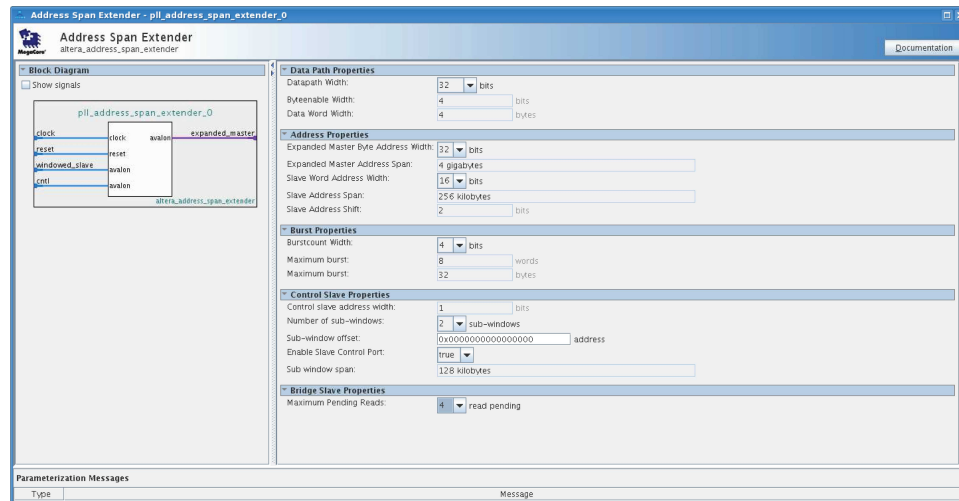 Address Span Extender - pll_address_span_extender_0
Address Span Extender
altera_address_span_extender
MegaCore
Documentation
Block Diagram
Show signals
pll_address_span_extender_0
clock
clock
avalon
expanded_master
reset
reset
windowed_slave
avalon
cntl
avalon
altera_address_span_extender
Data Path Properties
Datapath Width: 32 bits
Byteenable Width: 4 bits
Data Word Width: 4 bytes
Address Properties
Expanded Master Byte Address Width: 32 bits
Expanded Master Address Span: 4 gigabytes
Slave Word Address Width: 16 bits
Slave Address Span: 256 kilobytes
Slave Address Shift: 2 bits
Burst Properties
Burstcount Width: 4 bits
Maximum burst: 8 words
Maximum burst: 32 bytes
Control Slave Properties
Control slave address width: 1 bits
Number of sub-windows: 2 sub-windows
Sub-window offset: 0x0000000000000000 address
Enable Slave Control Port: true
Sub window span: 128 kilobytes
Bridge Slave Properties
Maximum Pending Reads: 4 read pending
Parameterization Messages
Type Message